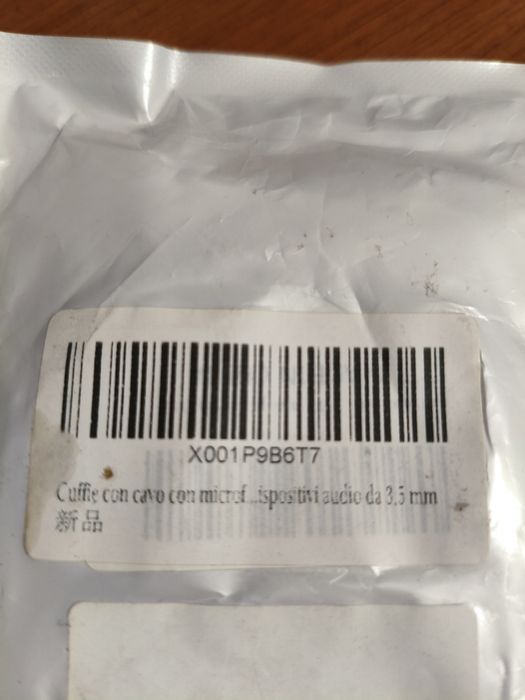 X001P9B6T7
Cuffie con cavo con microf...ispositivi audio da 3,5 mm
新品